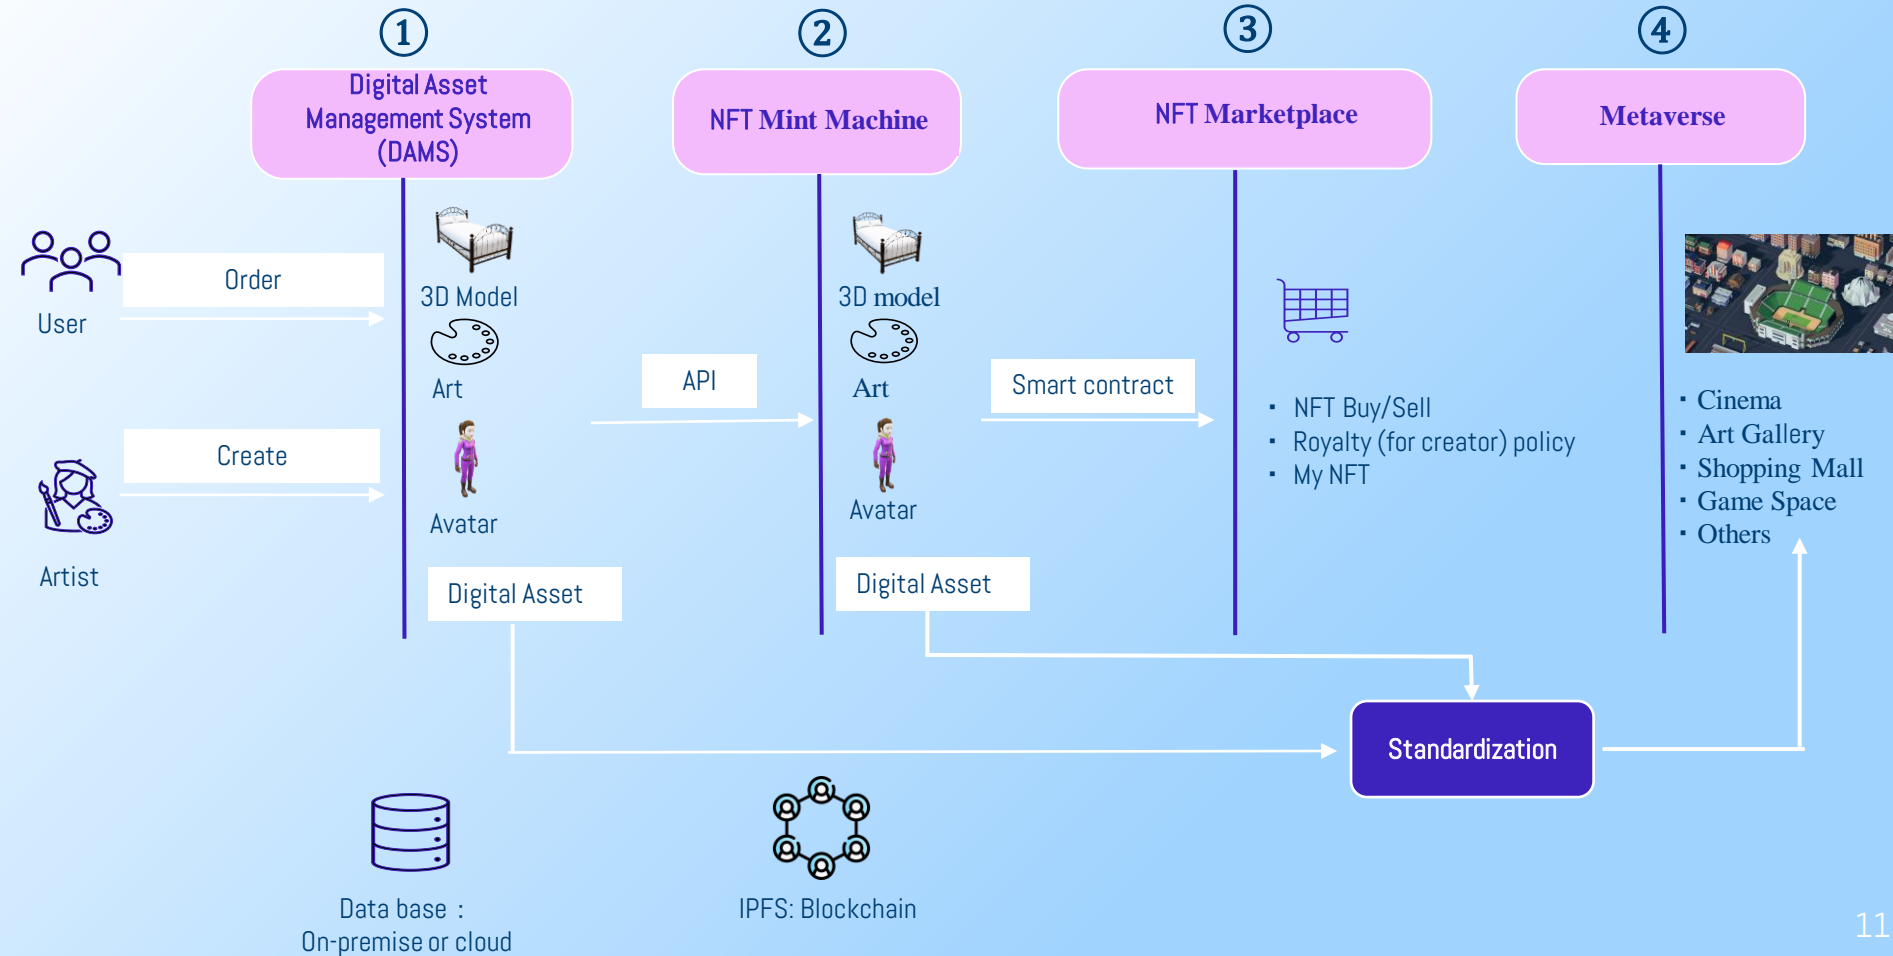 ①
Digital Asset
Management System
(DAMS)
②
NFT Mint Machine
③
NFT Marketplace
④
Metaverse
User
Order
Artist
Create
3D Model
Art
Avatar
Digital Asset
API
3D model
Art
Avatar
Digital Asset
Smart contract
▪ NFT Buy/Sell
▪ Royalty (for creator) policy
▪ My NFT
▪ Cinema
▪ Art Gallery
▪ Shopping Mall
▪ Game Space
▪ Others
Standardization
Data base：
On-premise or cloud
IPFS: Blockchain
11